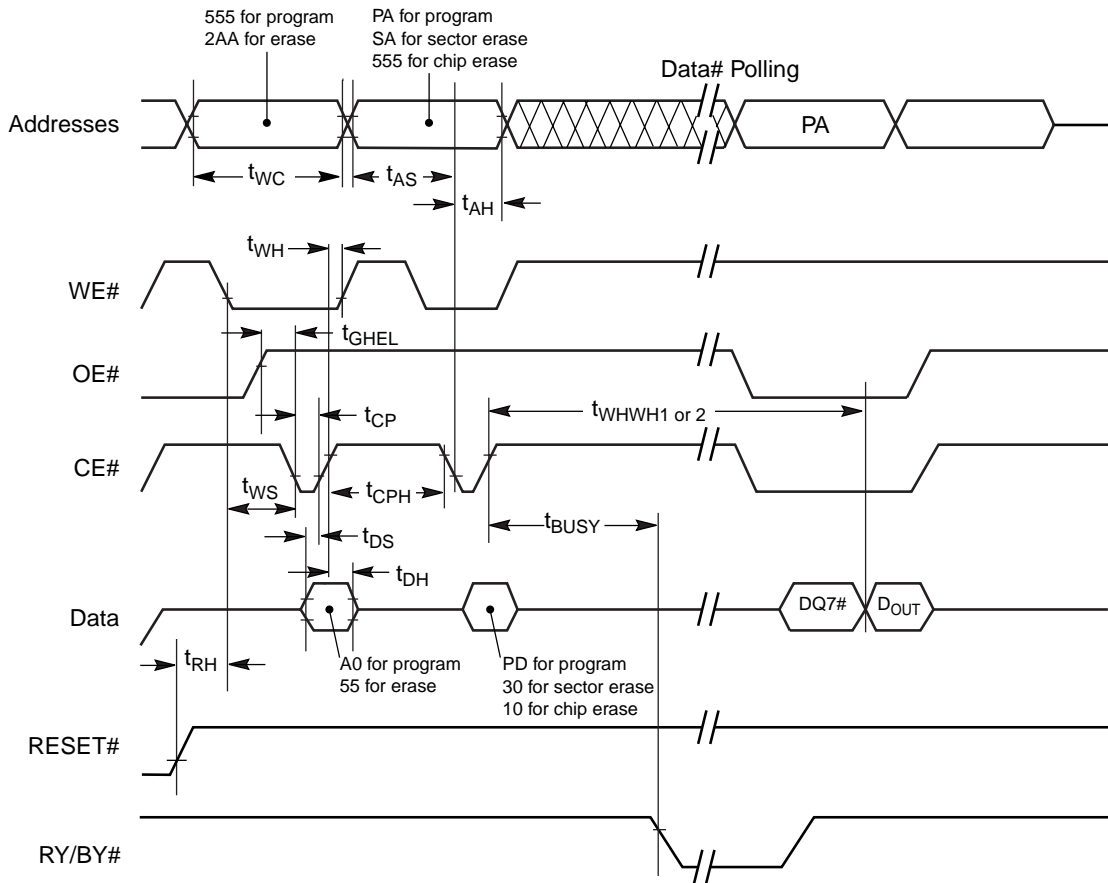 555 for program
2AA for erase
PA for program
SA for sector erase
555 for chip erase
Data# Polling
Addresses
PA
tWC
tAS
tAH
tWH
WE#
tGHEL
OE#
tWHWH1 or 2
tCP
CE#
tWS
tCPH
tBUSY
tDS
tDH
Data
DQ7#
DOUT
tRH
A0 for program
55 for erase
PD for program
30 for sector erase
10 for chip erase
RESET#
RY/BY#